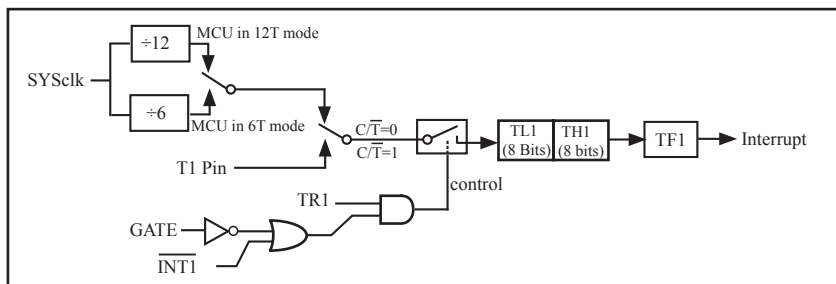 ÷12
MCU in 12T mode
SYSclk
÷6
MCU in 6T mode
C/T̅=0
C/T̅=1
T1 Pin
TL1
(8 Bits)
TH1
(8 bits)
TF1
Interrupt
control
TR1
GATE
I̅N̅T̅1̅